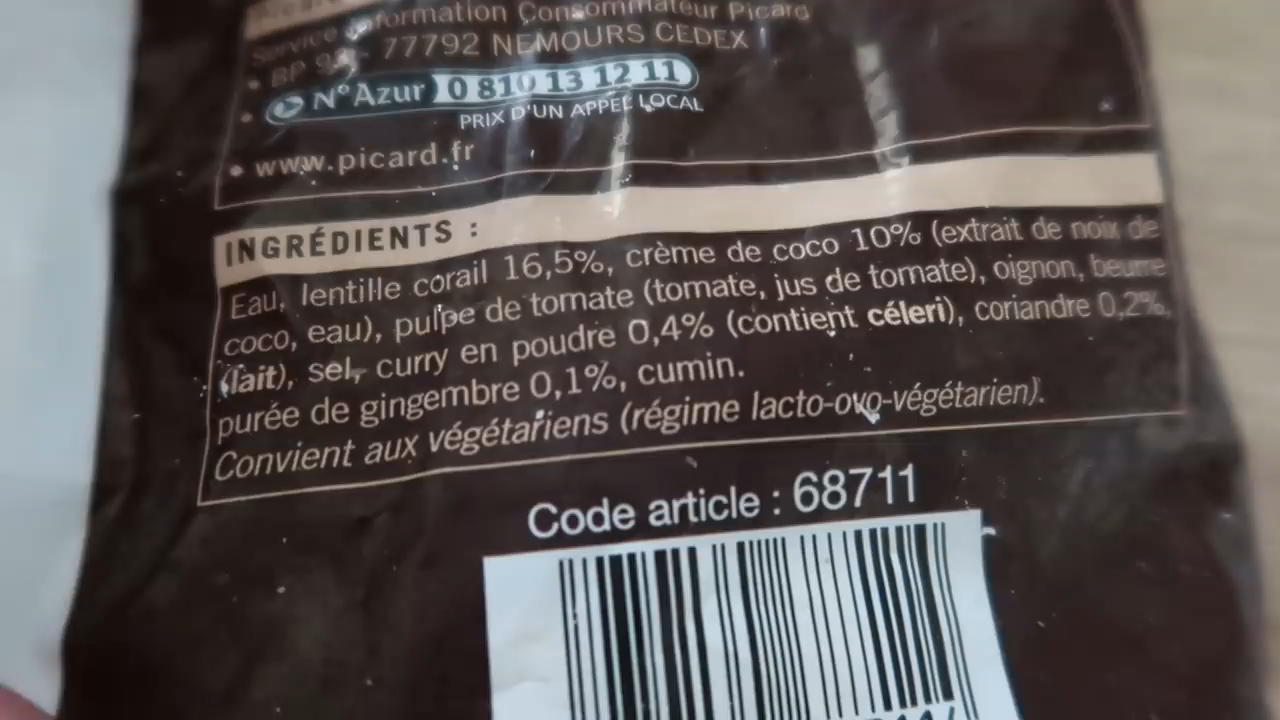 Service Information Consommateur Picard
BP 77792 NEMOURS CEDEX
N°Azur 0 810 13 12 11
PRIX D'UN APPEL LOCAL
• www.picard.fr
INGRÉDIENTS :
Eau, lentille corail 16,5%, crème de coco 10% (extrait de noix de
coco, eau), pulpe de tomate (tomate, jus de tomate), oignon, beurre
(lait), sel, curry en poudre 0,4% (contient céleri), coriandre 0,2%,
purée de gingembre 0,1%, cumin.
Convient aux végétariens (régime lacto-ovo-végétarien).
Code article : 68711